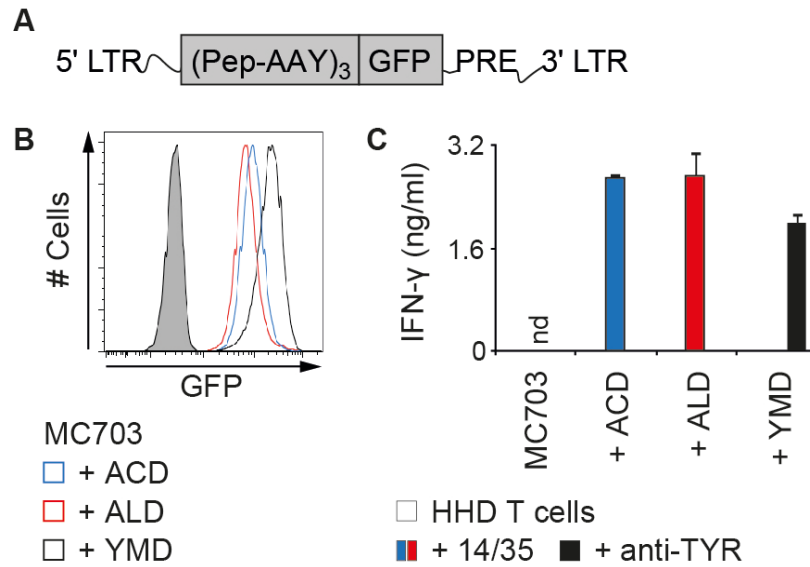 A
5' LTR (Pep-AAY)3 GFP PRE 3' LTR
B
# Cells
GFP
MC703
+ ACD
+ ALD
+ YMD
C
IFN-γ (ng/ml)
3.2
1.6
0
nd
MC703
+ ACD
+ ALD
+ YMD
HHD T cells
+ 14/35 + anti-TYR